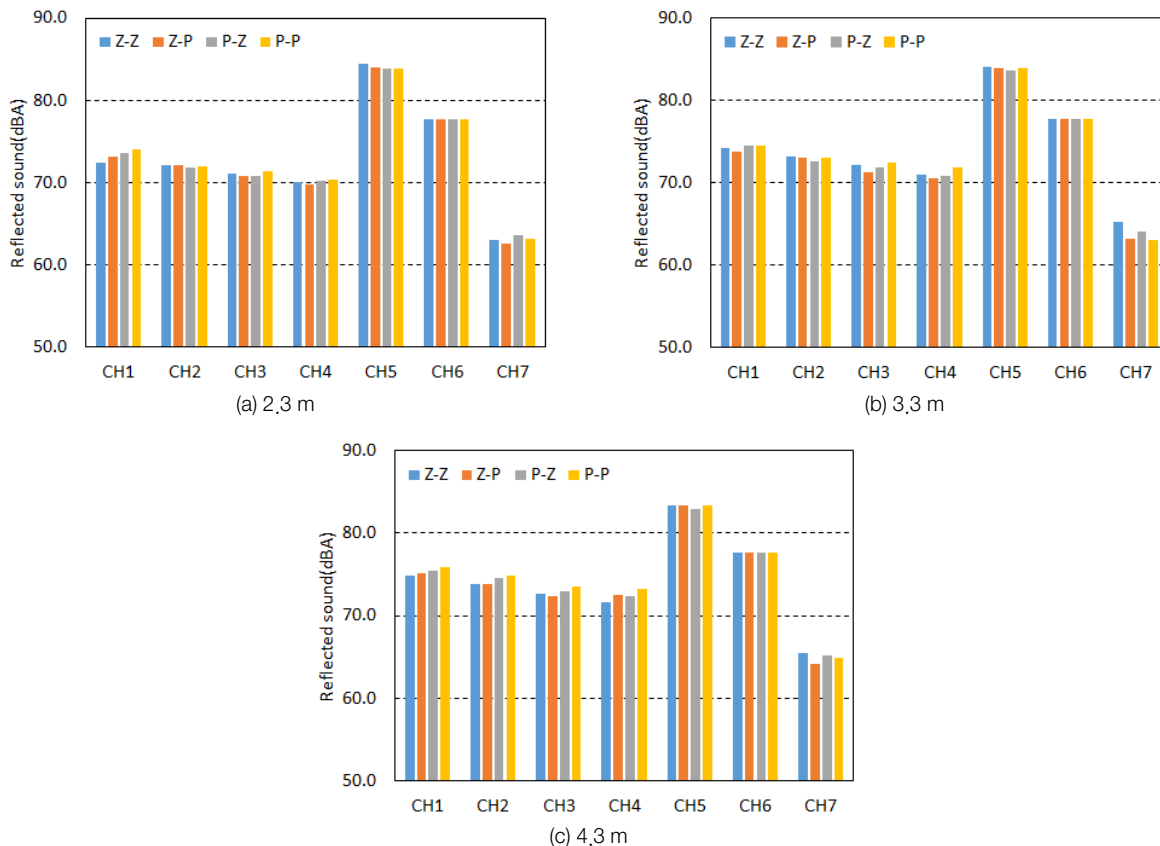 90.0
Z-Z Z-P P-Z P-P
80.0
70.0
60.0
50.0
Reflected sound(dBA)
CH1 CH2 CH3 CH4 CH5 CH6 CH7
(a) 2.3 m
90.0
Z-Z Z-P P-Z P-P
80.0
70.0
60.0
50.0
Reflected sound(dBA)
CH1 CH2 CH3 CH4 CH5 CH6 CH7
(b) 3.3 m
90.0
Z-Z Z-P P-Z P-P
80.0
70.0
60.0
50.0
Reflected sound(dBA)
CH1 CH2 CH3 CH4 CH5 CH6 CH7
(c) 4.3 m